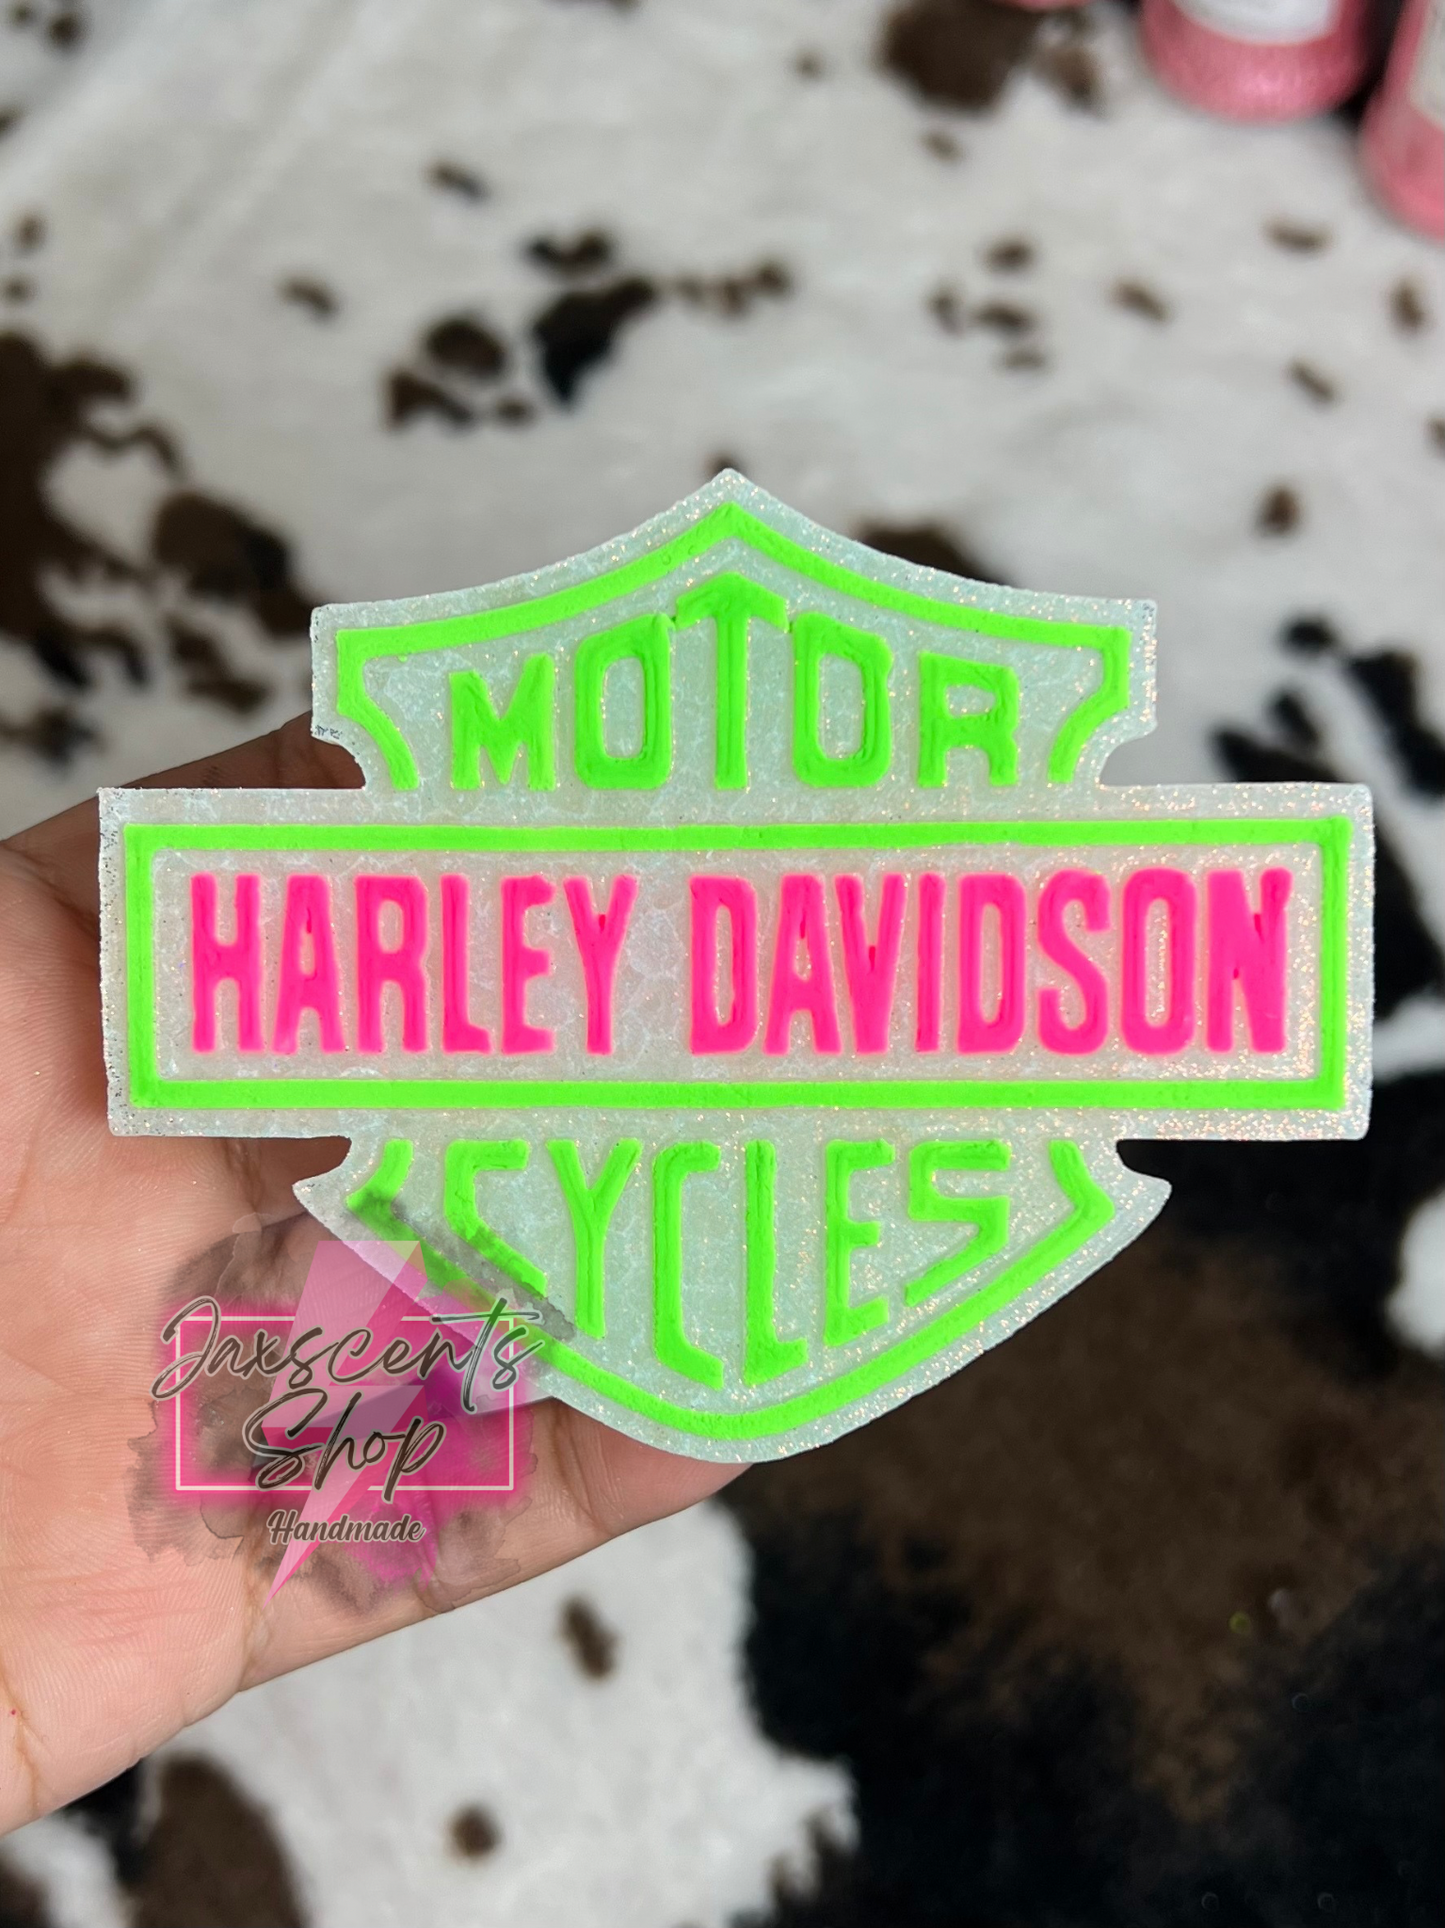 MOTOR
HARLEY DAVIDSON
CYCLES
Jaxscents
Shop
Handmade